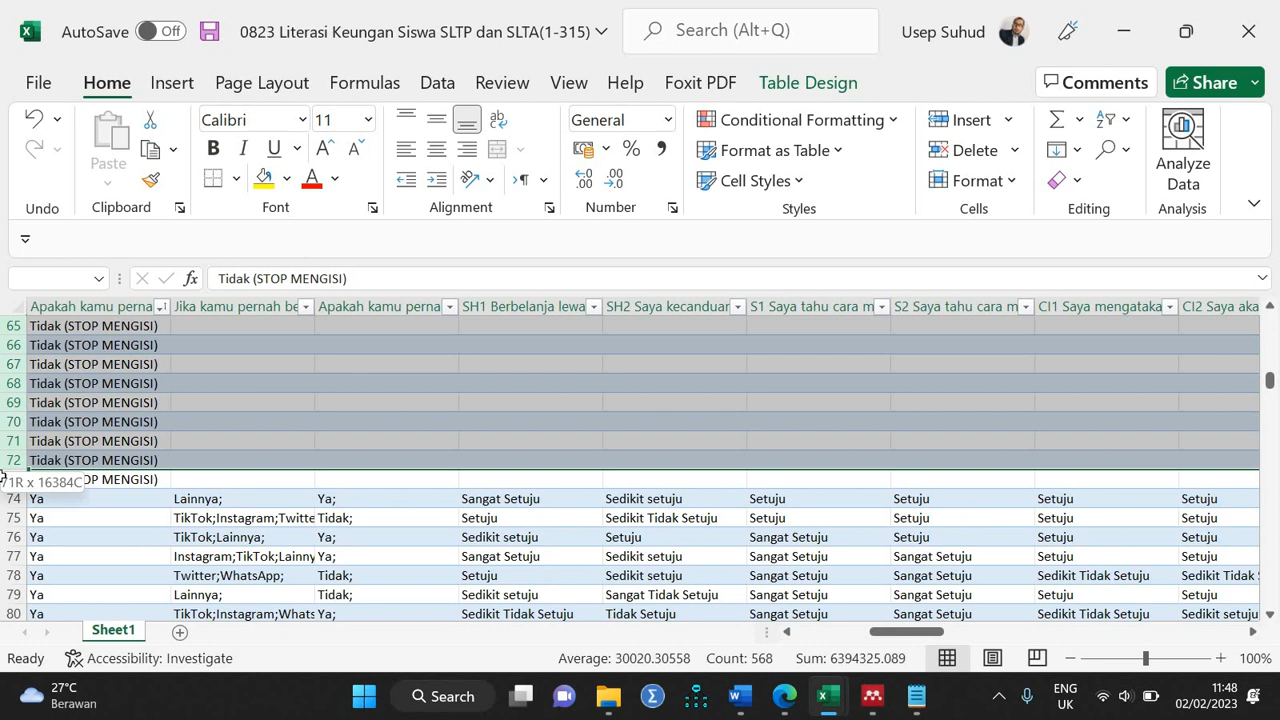 AutoSave Off 0823 Literasi Keungan Siswa SLTP dan SLTA(1-315) Search (Alt+Q) Usep Suhud
File Home Insert Page Layout Formulas Data Review View Help Foxit PDF Table Design Comments Share
Calibri 11 General Conditional Formatting Insert
Paste Format as Table Delete Analyze Data
Cell Styles Format
Undo Clipboard Font Alignment Number Styles Cells Editing Analysis
fx Tidak (STOP MENGISI)
Apakah kamu perna Jika kamu pernah be Apakah kamu perna SH1 Berbelanja lewa SH2 Saya kecanduar S1 Saya tahu cara m S2 Saya tahu cara m CI1 Saya mengataka CI2 Saya aka
65 Tidak (STOP MENGISI)
66 Tidak (STOP MENGISI)
67 Tidak (STOP MENGISI)
68 Tidak (STOP MENGISI)
69 Tidak (STOP MENGISI)
70 Tidak (STOP MENGISI)
71 Tidak (STOP MENGISI)
72 Tidak (STOP MENGISI)
71R x 16384C OP MENGISI)
74 Ya Lainnya; Ya; Sangat Setuju Sedikit setuju Setuju Setuju Setuju Setuju
75 Ya TikTok;Instagram;Twitte Tidak; Setuju Sedikit Tidak Setuju Setuju Setuju Setuju Setuju
76 Ya TikTok;Lainnya; Ya; Sedikit setuju Setuju Sangat Setuju Setuju Setuju Setuju
77 Ya Instagram;TikTok;Lainny Ya; Sangat Setuju Sedikit setuju Sangat Setuju Sangat Setuju Setuju Setuju
78 Ya Twitter;WhatsApp; Tidak; Setuju Sedikit setuju Sangat Setuju Sangat Setuju Sedikit Tidak Setuju Sedikit Tidak
79 Ya Lainnya; Tidak; Sedikit setuju Sangat Tidak Setuju Sangat Setuju Sangat Setuju Setuju Setuju
80 Ya TikTok;Instagram;Whats Ya; Sedikit Tidak Setuju Tidak Setuju Sangat Setuju Sangat Setuju Setuju Sedikit setuju
Sheet1
Ready Accessibility: Investigate Average: 30020.30558 Count: 568 Sum: 6394325.089 100%
27°C Berawan Search ENG UK 11:48 02/02/2023